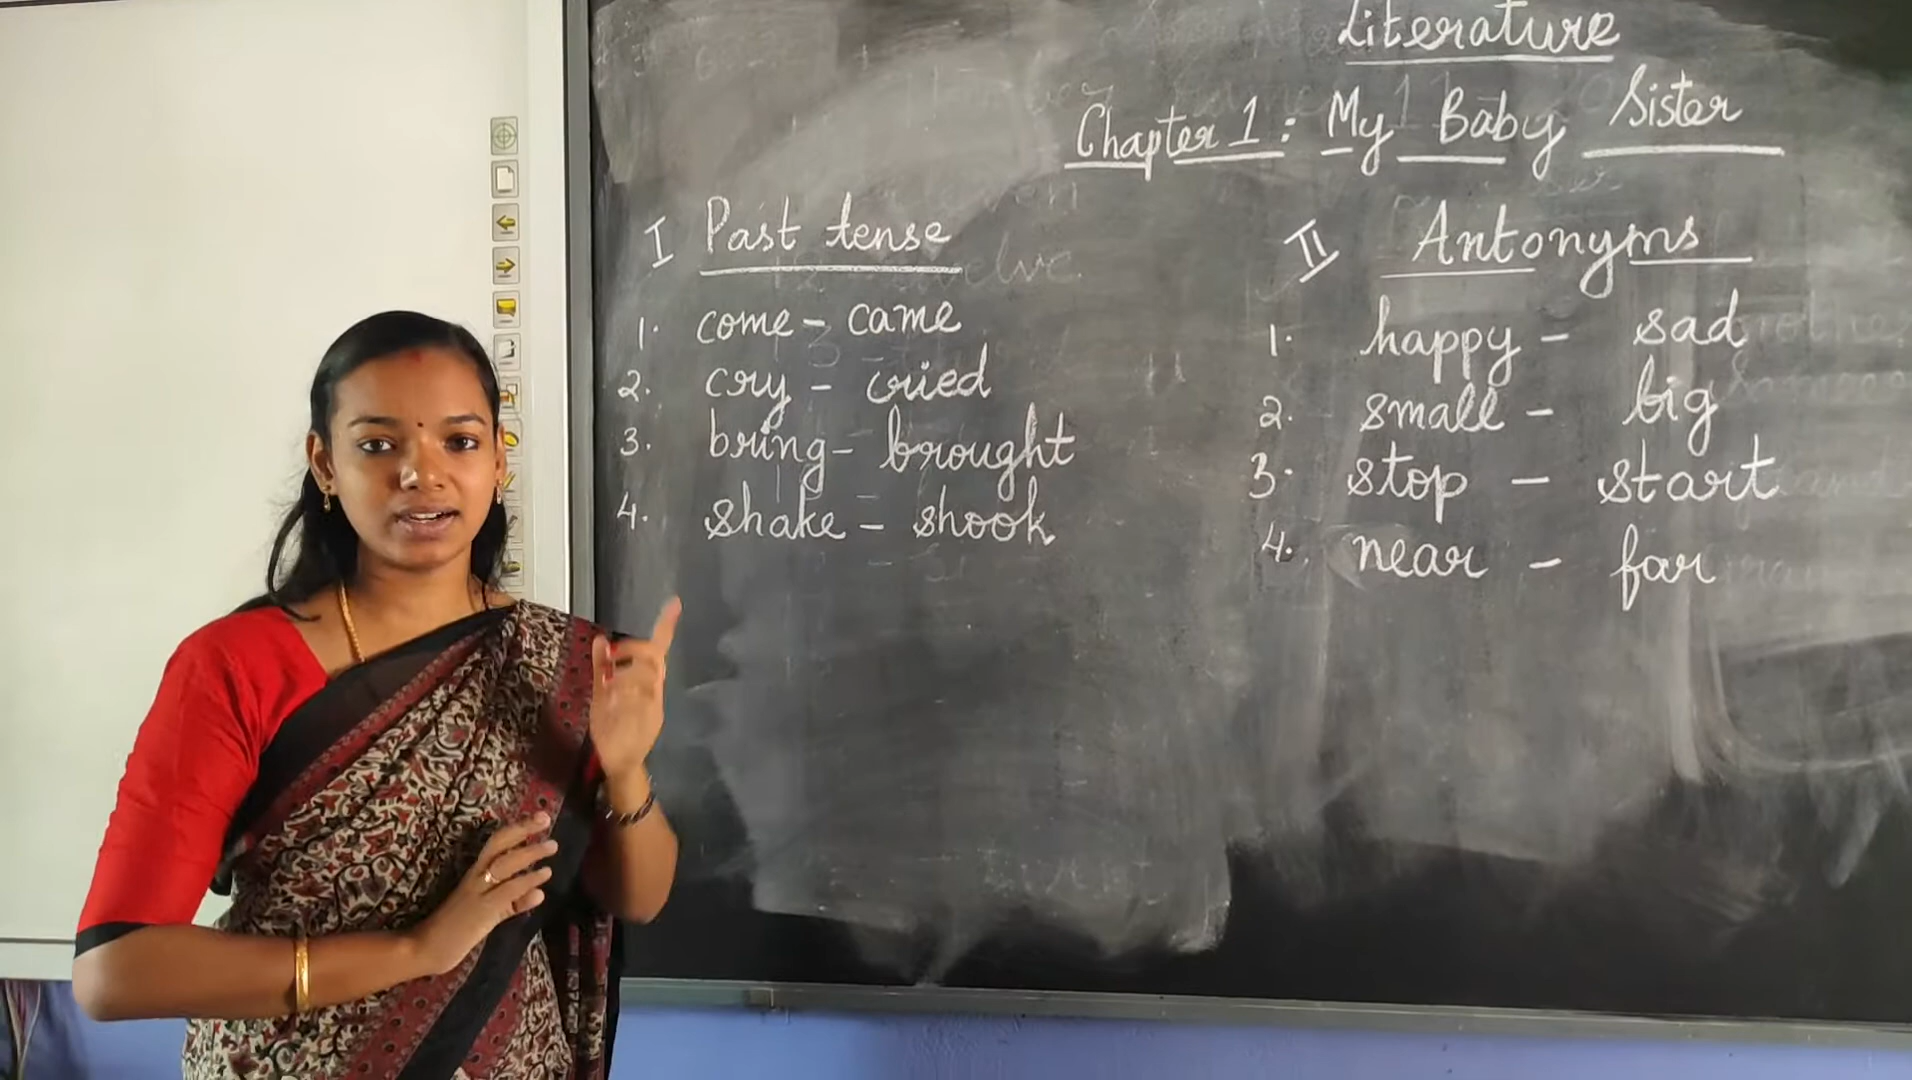 Literature
Chapter 1: My Baby Sister
I Past tense
1. come – came
2. cry – cried
3. bring – brought
4. shake – shook
II Antonyms
1. happy – sad
2. small – big
3. stop – start
4. near – far